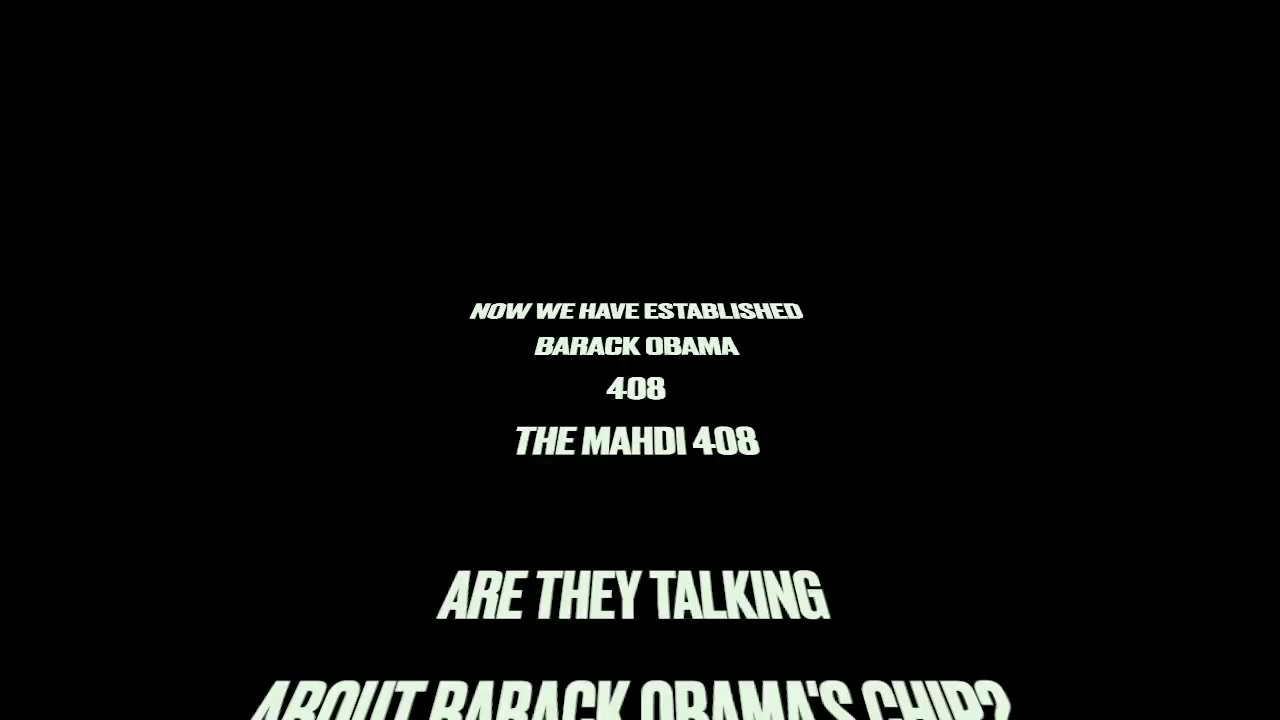 NOW WE HAVE ESTABLISHED
BARACK OBAMA
408
THE MAHDI 408
ARE THEY TALKING
ABOUT BARACK OBAMA'S CHIP?